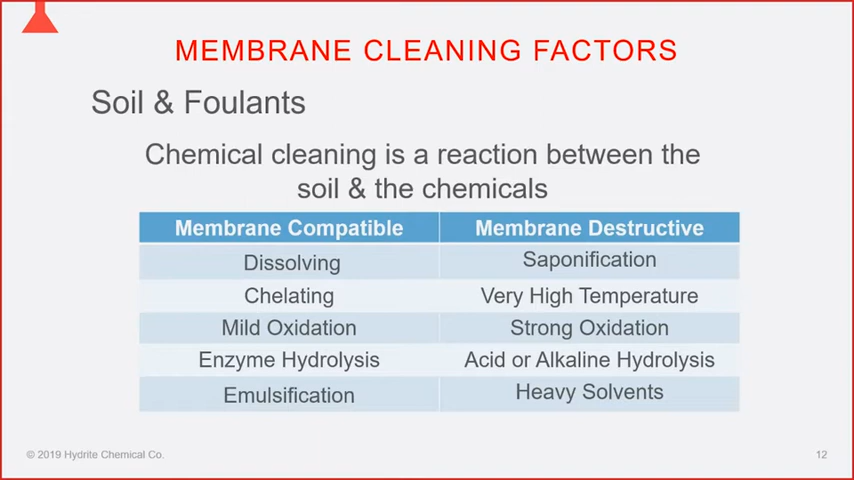 MEMBRANE CLEANING FACTORS
Soil & Foulants
Chemical cleaning is a reaction between the
soil & the chemicals
Membrane Compatible Membrane Destructive
Dissolving Saponification
Chelating Very High Temperature
Mild Oxidation Strong Oxidation
Enzyme Hydrolysis Acid or Alkaline Hydrolysis
Emulsification Heavy Solvents
© 2019 Hydrite Chemical Co. 12